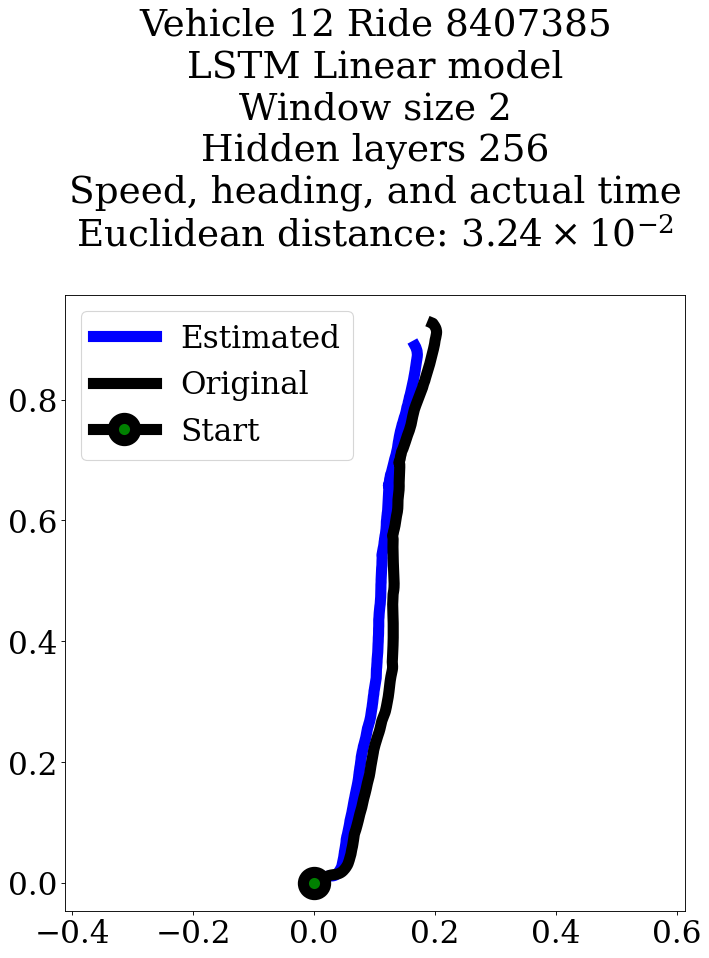 Vehicle 12 Ride 8407385
LSTM Linear model
Window size 2
Hidden layers 256
Speed, heading, and actual time
Euclidean distance: 3.24 × 10⁻²
Estimated
Original
Start
0.8
0.6
0.4
0.2
0.0
−0.4 −0.2 0.0 0.2 0.4 0.6